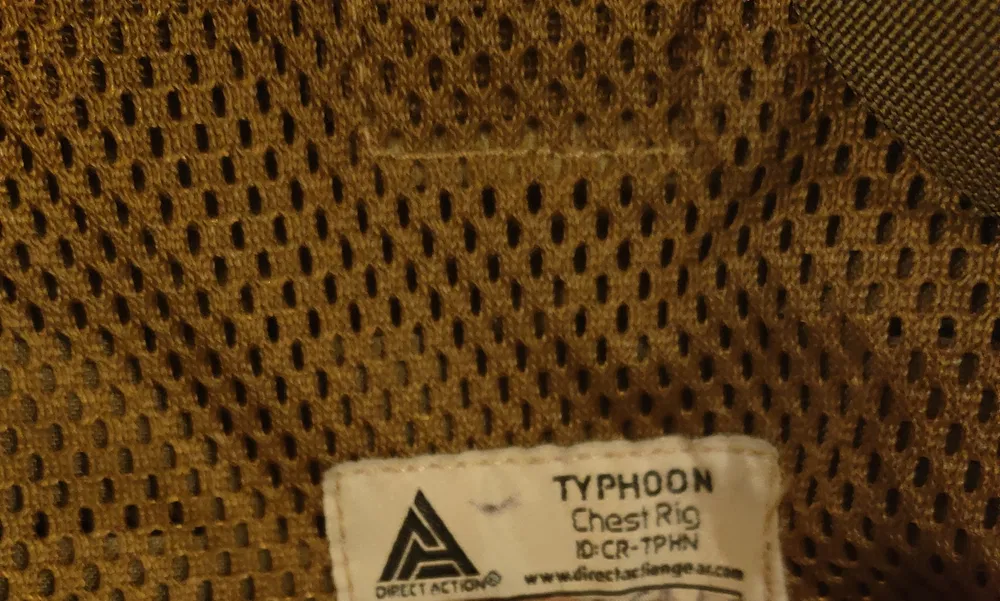 TYPHOON
Chest Rig
ID:CR-TPHN
DIRECT ACTION®
www.directactiongear.com